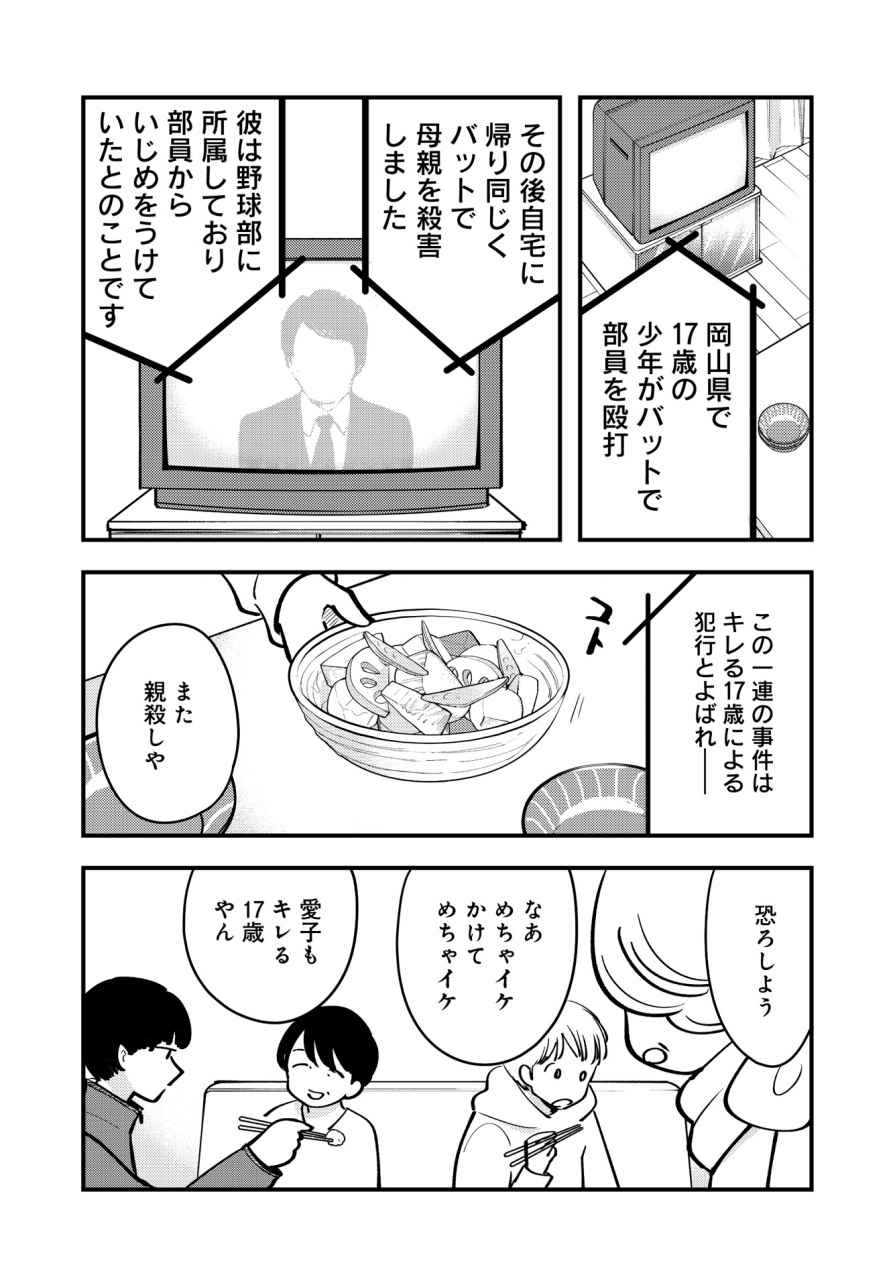 岡山県で
17歳の
少年がバットで
部員を殴打
その後自宅に
帰り同じく
バットで
母親を殺害
しました
彼は野球部に
所属しており
部員から
いじめをうけて
いたとのことです
この一連の事件は
キレる17歳による
犯行とよばれ──
コト
また
親殺しや
恐ろしよう
なあ
めちゃイケ
かけて
めちゃイケ
愛子も
キレる
17歳
やん